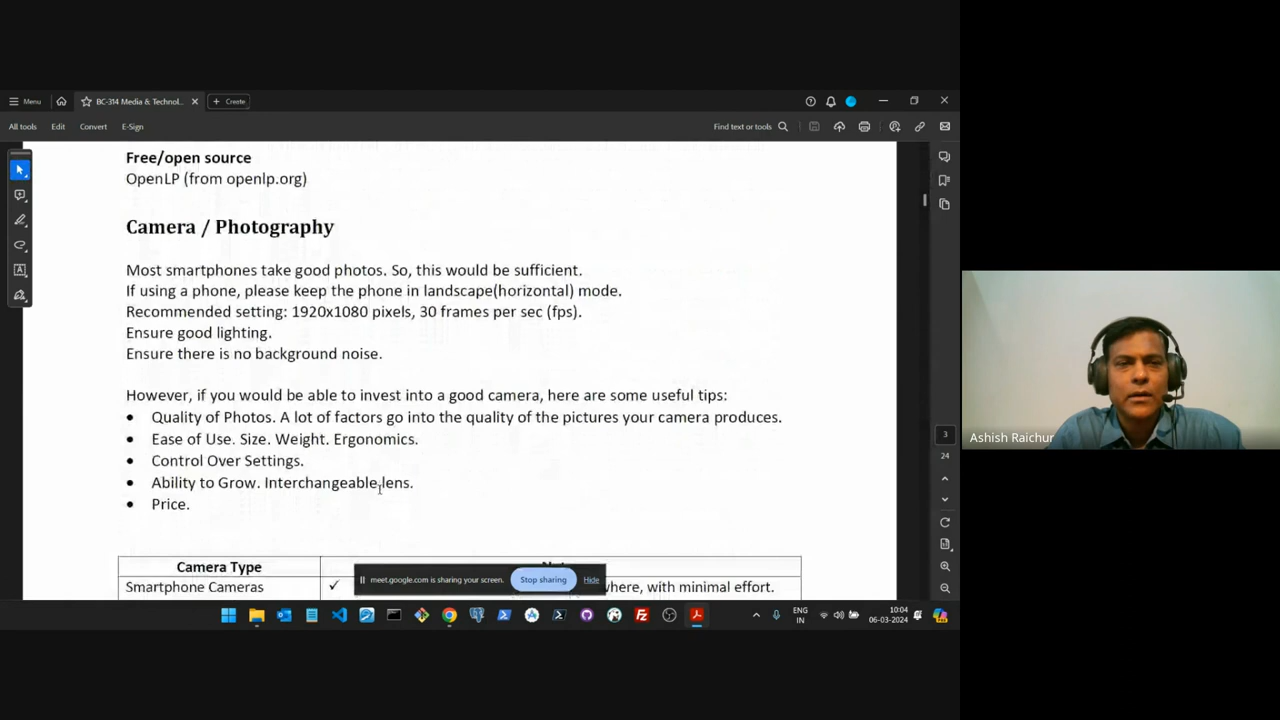 Menu
BC-314 Media & Technol...
Create
All tools
Edit
Convert
E-Sign
Find text or tools
Free/open source
OpenLP (from openlp.org)
Camera / Photography
Most smartphones take good photos. So, this would be sufficient.
If using a phone, please keep the phone in landscape(horizontal) mode.
Recommended setting: 1920x1080 pixels, 30 frames per sec (fps).
Ensure good lighting.
Ensure there is no background noise.
However, if you would be able to invest into a good camera, here are some useful tips:
• Quality of Photos. A lot of factors go into the quality of the pictures your camera produces.
• Ease of Use. Size. Weight. Ergonomics.
• Control Over Settings.
• Ability to Grow. Interchangeable lens.
• Price.
3
24
Ashish Raichur
Camera Type
Smartphone Cameras
✓
where, with minimal effort.
meet.google.com is sharing your screen.
Stop sharing
Hide
ENG
IN
10:04
06-03-2024